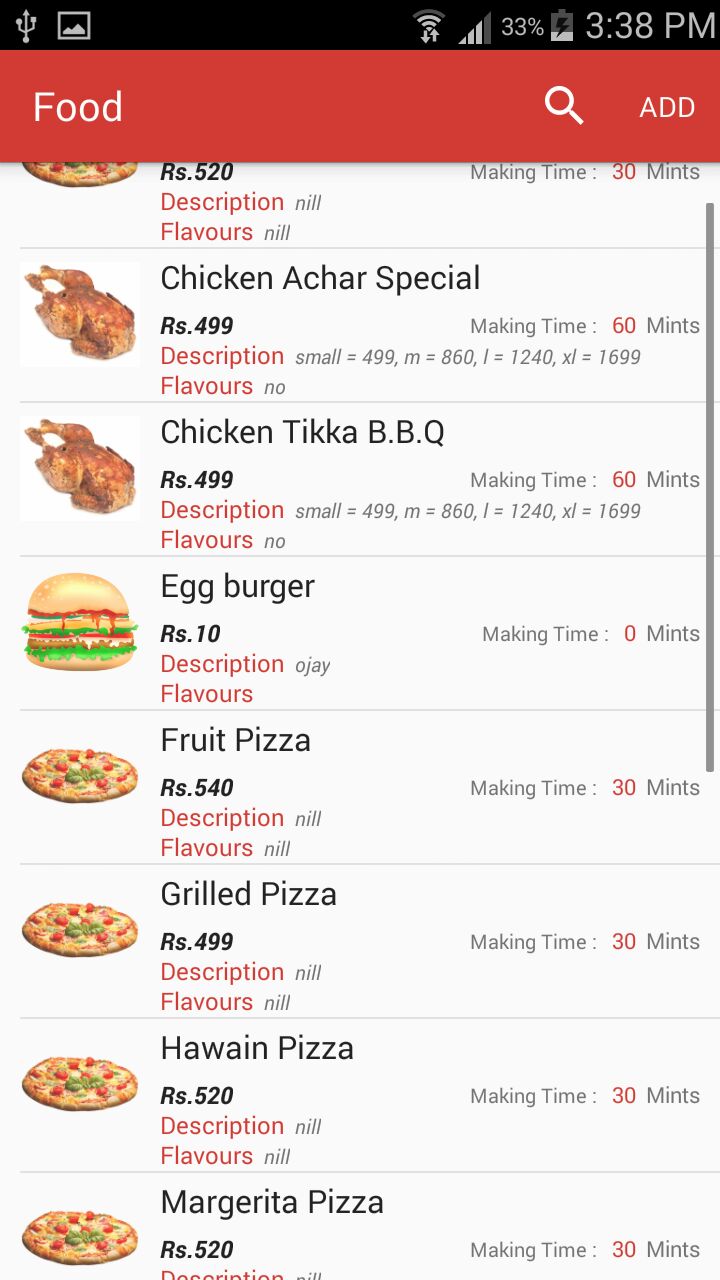 33% 3:38 PM
Food ADD
Rs.520 Making Time : 30 Mints
Description nill
Flavours nill
Chicken Achar Special
Rs.499 Making Time : 60 Mints
Description small = 499, m = 860, l = 1240, xl = 1699
Flavours no
Chicken Tikka B.B.Q
Rs.499 Making Time : 60 Mints
Description small = 499, m = 860, l = 1240, xl = 1699
Flavours no
Egg burger
Rs.10 Making Time : 0 Mints
Description ojay
Flavours
Fruit Pizza
Rs.540 Making Time : 30 Mints
Description nill
Flavours nill
Grilled Pizza
Rs.499 Making Time : 30 Mints
Description nill
Flavours nill
Hawain Pizza
Rs.520 Making Time : 30 Mints
Description nill
Flavours nill
Margerita Pizza
Rs.520 Making Time : 30 Mints
Description nill